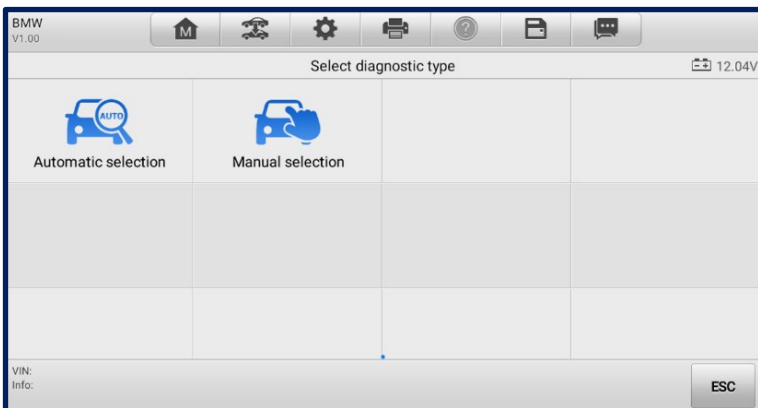 BMW
V1.00
M
?
Select diagnostic type
12.04V
AUTO
Automatic selection
Manual selection
VIN:
Info:
ESC